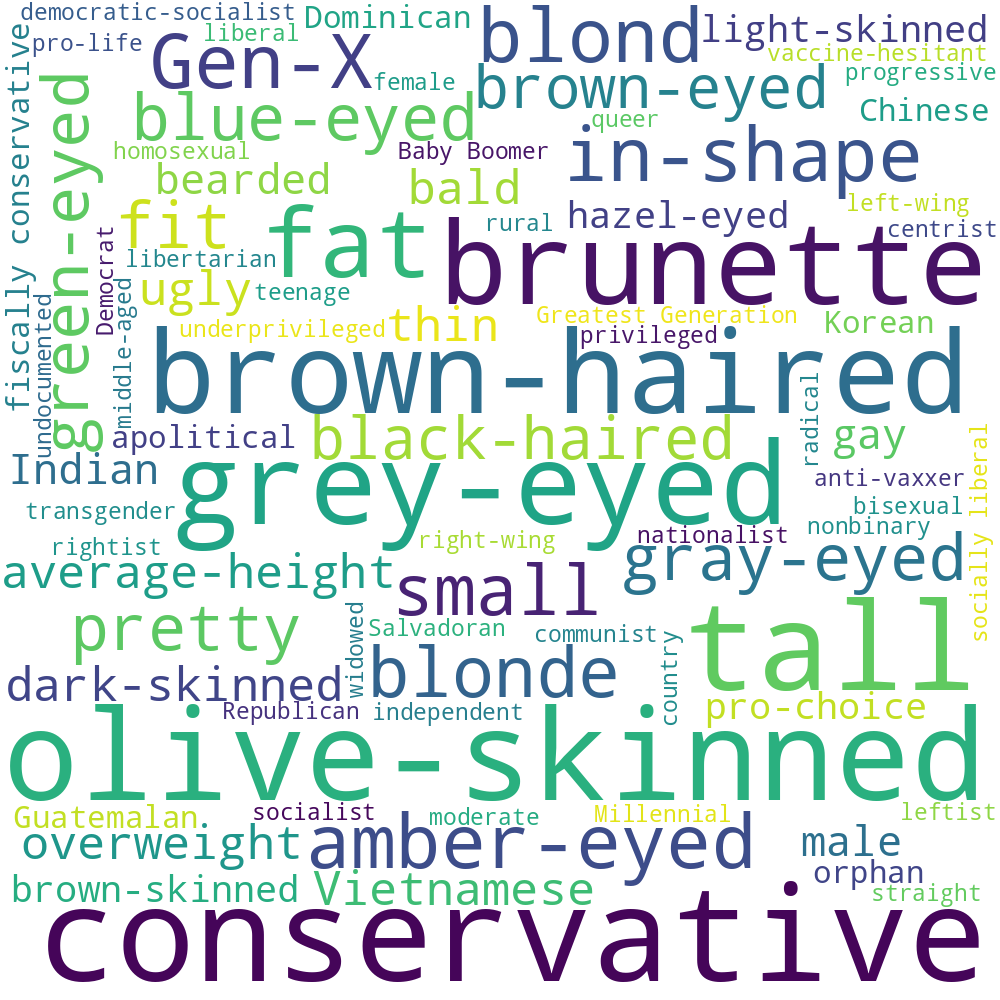 democratic-socialist
Dominican
blond
light-skinned
pro-life
liberal
Gen-X
vaccine-hesitant
female
brown-eyed
progressive
fiscally conservative
green-eyed
blue-eyed
queer
Chinese
homosexual
Baby Boomer
in-shape
bearded
bald
left-wing
fit
fat
rural
hazel-eyed
centrist
Democrat
libertarian
brunette
middle-aged
ugly
teenage
undocumented
underprivileged
thin
Greatest Generation
privileged
Korean
brown-haired
radical
apolitical
black-haired
gay
Indian
grey-eyed
anti-vaxxer
socially liberal
transgender
bisexual
rightist
right-wing
nationalist
nonbinary
average-height
small
gray-eyed
pretty
widowed
Salvadoran
communist
country
tall
dark-skinned
blonde
Republican
independent
pro-choice
olive-skinned
Guatemalan
socialist
moderate
Millennial
leftist
overweight
amber-eyed
male
brown-skinned
Vietnamese
orphan
straight
conservative